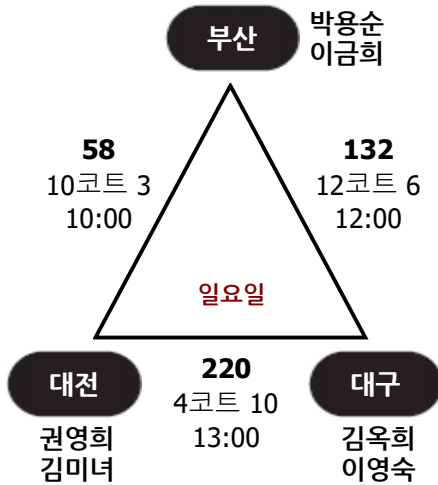 부산
박용순
이금희
58
10코트 3
10:00
132
12코트 6
12:00
일요일
대전
권영희
김미녀
220
4코트 10
13:00
대구
김옥희
이영숙